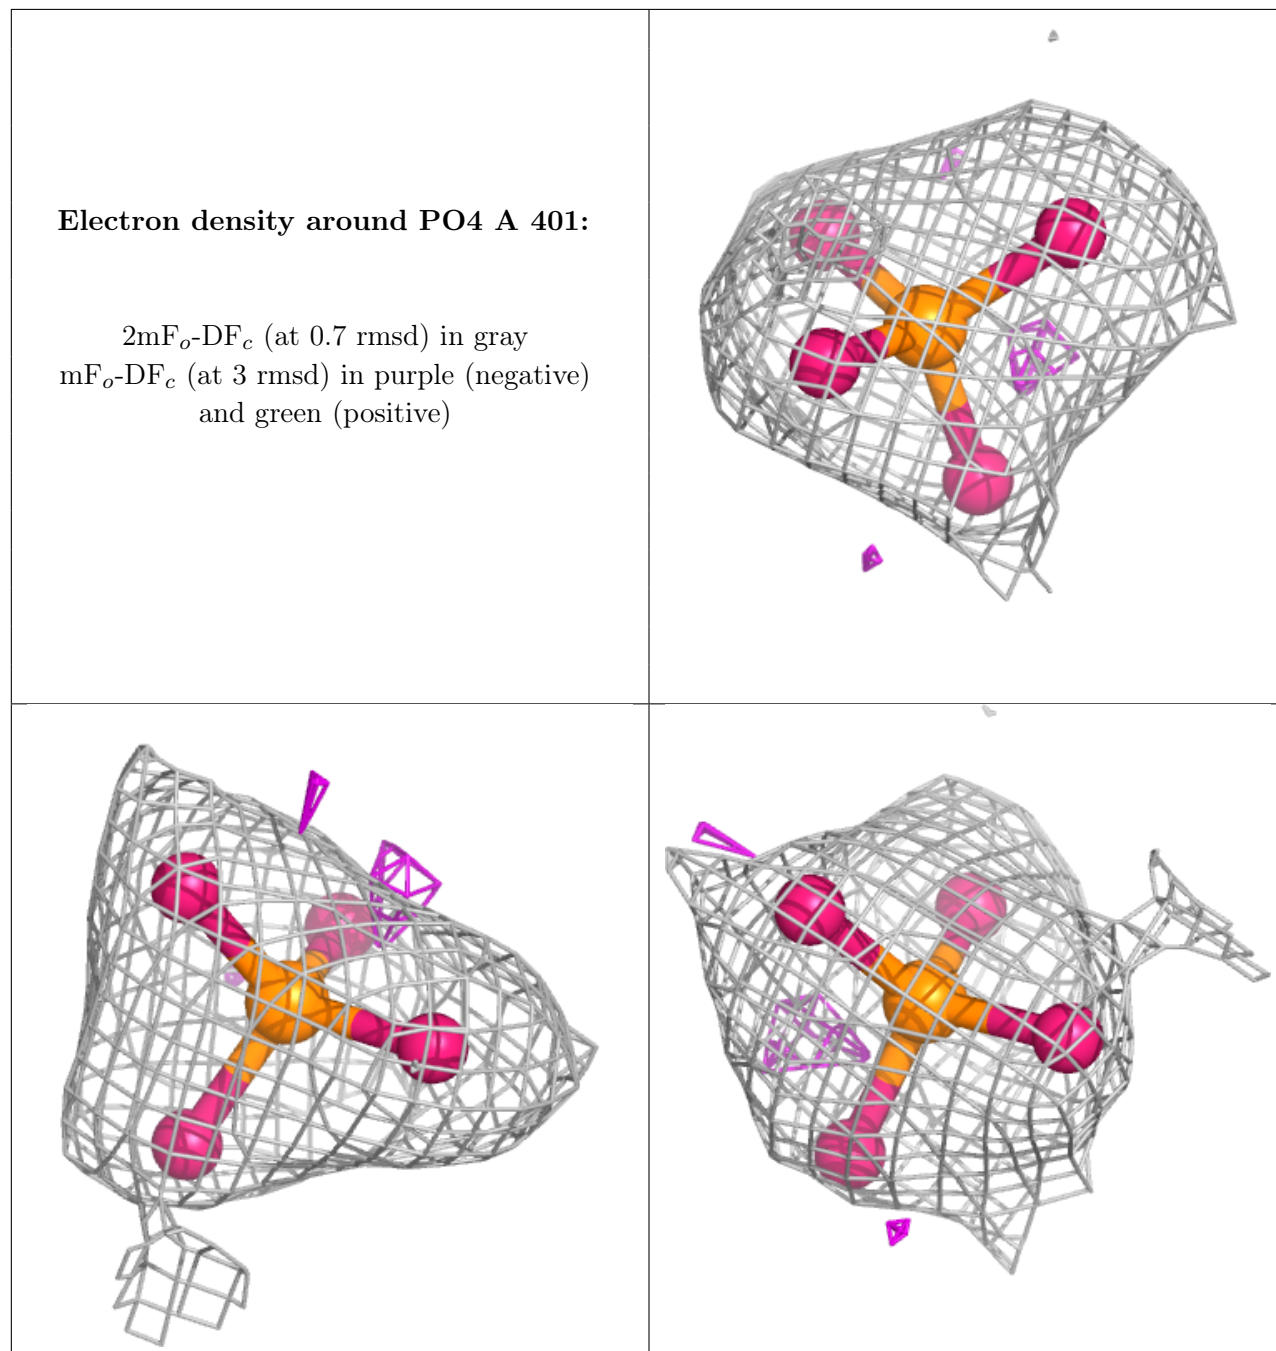 Electron density around PO4 A 401:
2mFo-DFc (at 0.7 rmsd) in gray
mFo-DFc (at 3 rmsd) in purple (negative)
and green (positive)